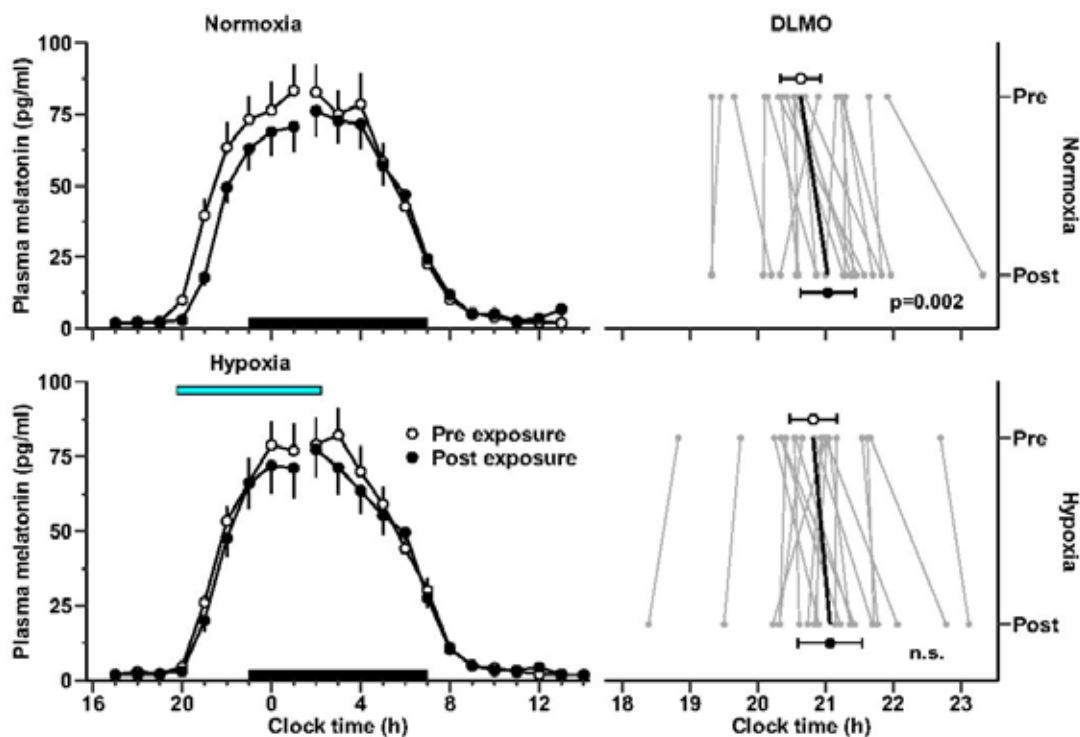 Normoxia
DLMO
Plasma melatonin (pg/ml)
100
75
50
25
0
Pre
Normoxia
Post
p=0.002
Hypoxia
Plasma melatonin (pg/ml)
100
75
50
25
0
Pre exposure
Post exposure
Pre
Hypoxia
Post
n.s.
16 20 0 4 8 12
Clock time (h)
18 19 20 21 22 23
Clock time (h)